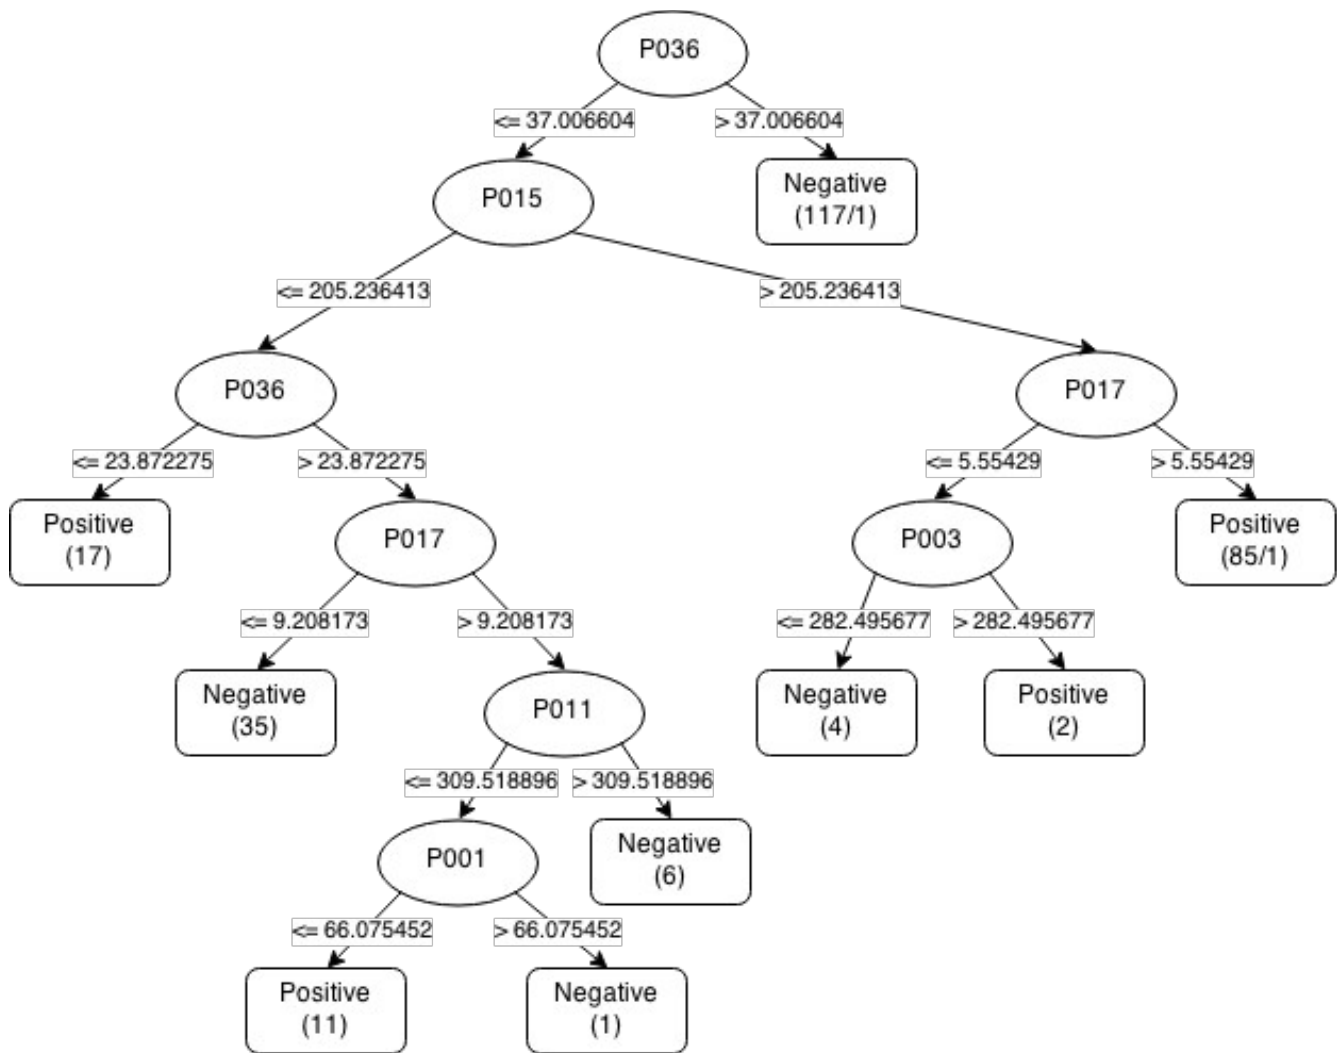 P036
<= 37.006604
> 37.006604
P015
Negative
(117/1)
<= 205.236413
> 205.236413
P036
P017
<= 23.872275
> 23.872275
<= 5.55429
> 5.55429
Positive
(17)
P017
P003
Positive
(85/1)
<= 9.208173
> 9.208173
<= 282.495677
> 282.495677
Negative
(35)
P011
Negative
(4)
Positive
(2)
<= 309.518896
> 309.518896
P001
Negative
(6)
<= 66.075452
> 66.075452
Positive
(11)
Negative
(1)